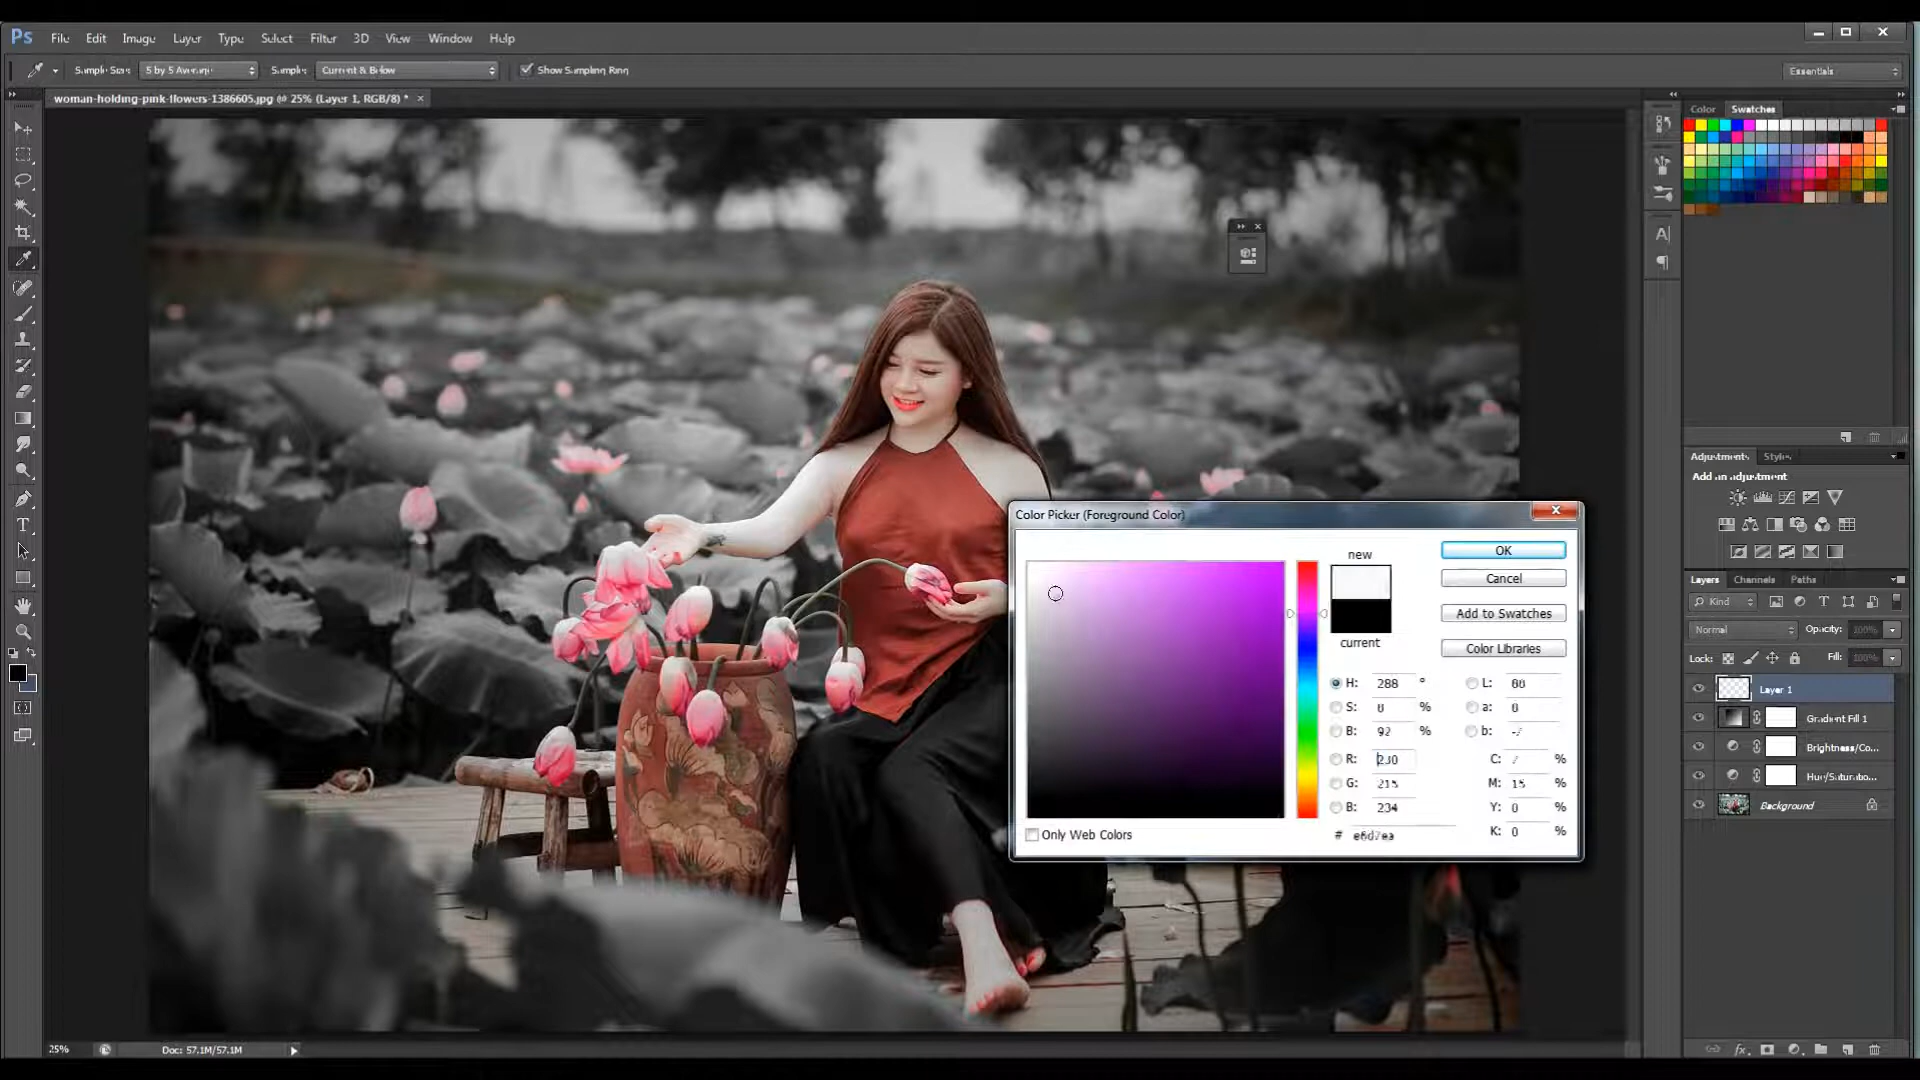 Ps File Edit Image Layer Type Select Filter 3D View Window Help
Sample Size: 5 by 5 Average Sample: Current & Below Show Sampling Ring Essentials
woman-holding-pink-flowers-1386605.jpg @ 25% (Layer 1, RGB/8) *
Color Swatches
Adjustments Styles
Add an adjustment
Color Picker (Foreground Color)
new
OK
Cancel
Add to Swatches
current
Color Libraries
H: 288 °
S: 8 %
B: 92 %
R: 230
G: 215
B: 234
# e6d7ea
L: 88
a:
b: -7
C: 7 %
M: 15 %
Y: 0 %
K: 0 %
Only Web Colors
Layers Channels Paths
Kind
Normal Opacity: 100%
Lock: Fill: 100%
Layer 1
Gradient Fill 1
Brightness/Co...
Hue/Saturatio...
Background
25% Doc: 57.1M/57.1M